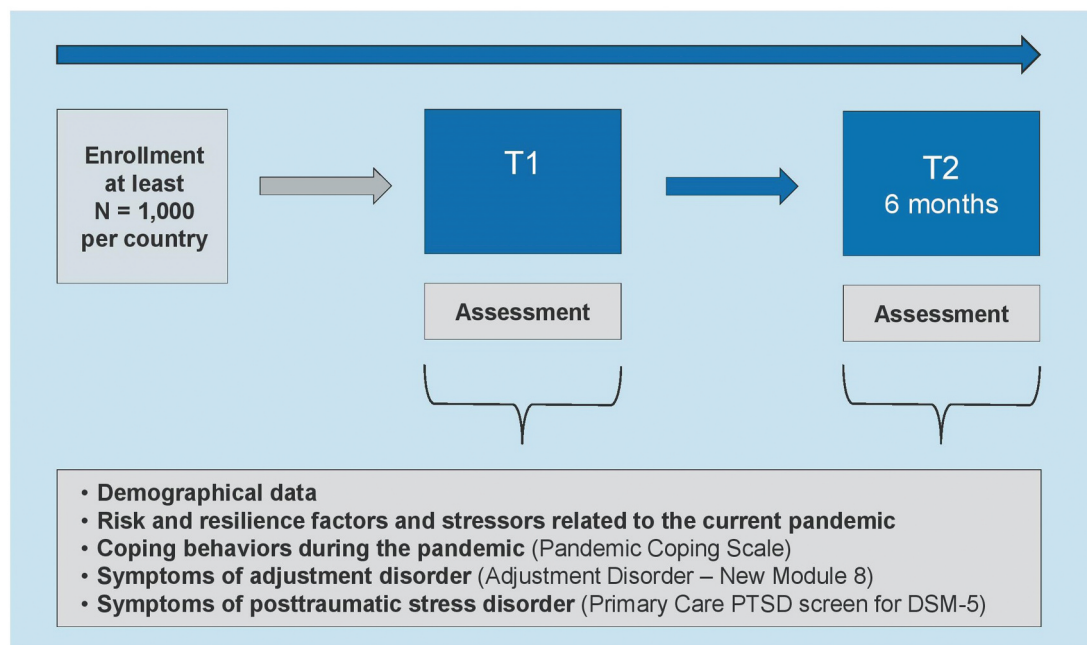 Enrollment
at least
N = 1,000
per country
T1
T2
6 months
Assessment
Assessment
• Demographical data
• Risk and resilience factors and stressors related to the current pandemic
• Coping behaviors during the pandemic (Pandemic Coping Scale)
• Symptoms of adjustment disorder (Adjustment Disorder – New Module 8)
• Symptoms of posttraumatic stress disorder (Primary Care PTSD screen for DSM-5)